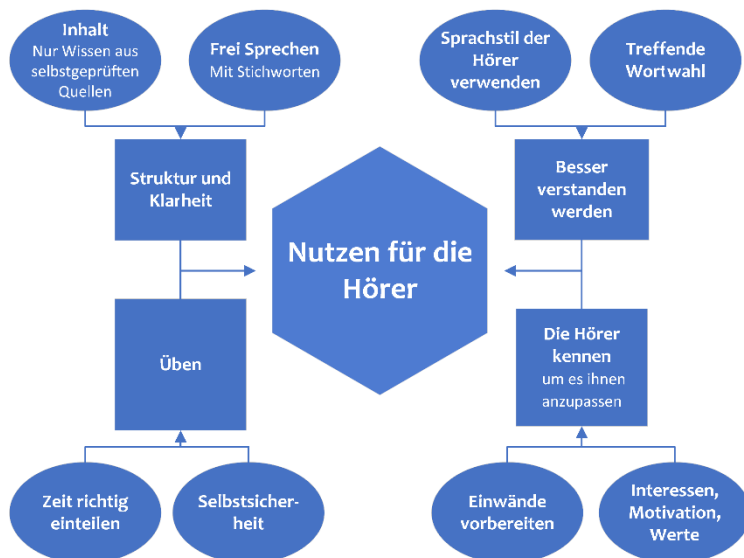 Inhalt
Nur Wissen aus
selbstgeprüften
Quellen
Frei Sprechen
Mit Stichworten
Sprachstil der
Hörer
verwenden
Treffende
Wortwahl
Struktur und
Klarheit
Besser
verstanden
werden
Nutzen für die
Hörer
Üben
Die Hörer
kennen
um es ihnen
anzupassen
Zeit richtig
einteilen
Selbstsicher-
heit
Einwände
vorbereiten
Interessen,
Motivation,
Werte